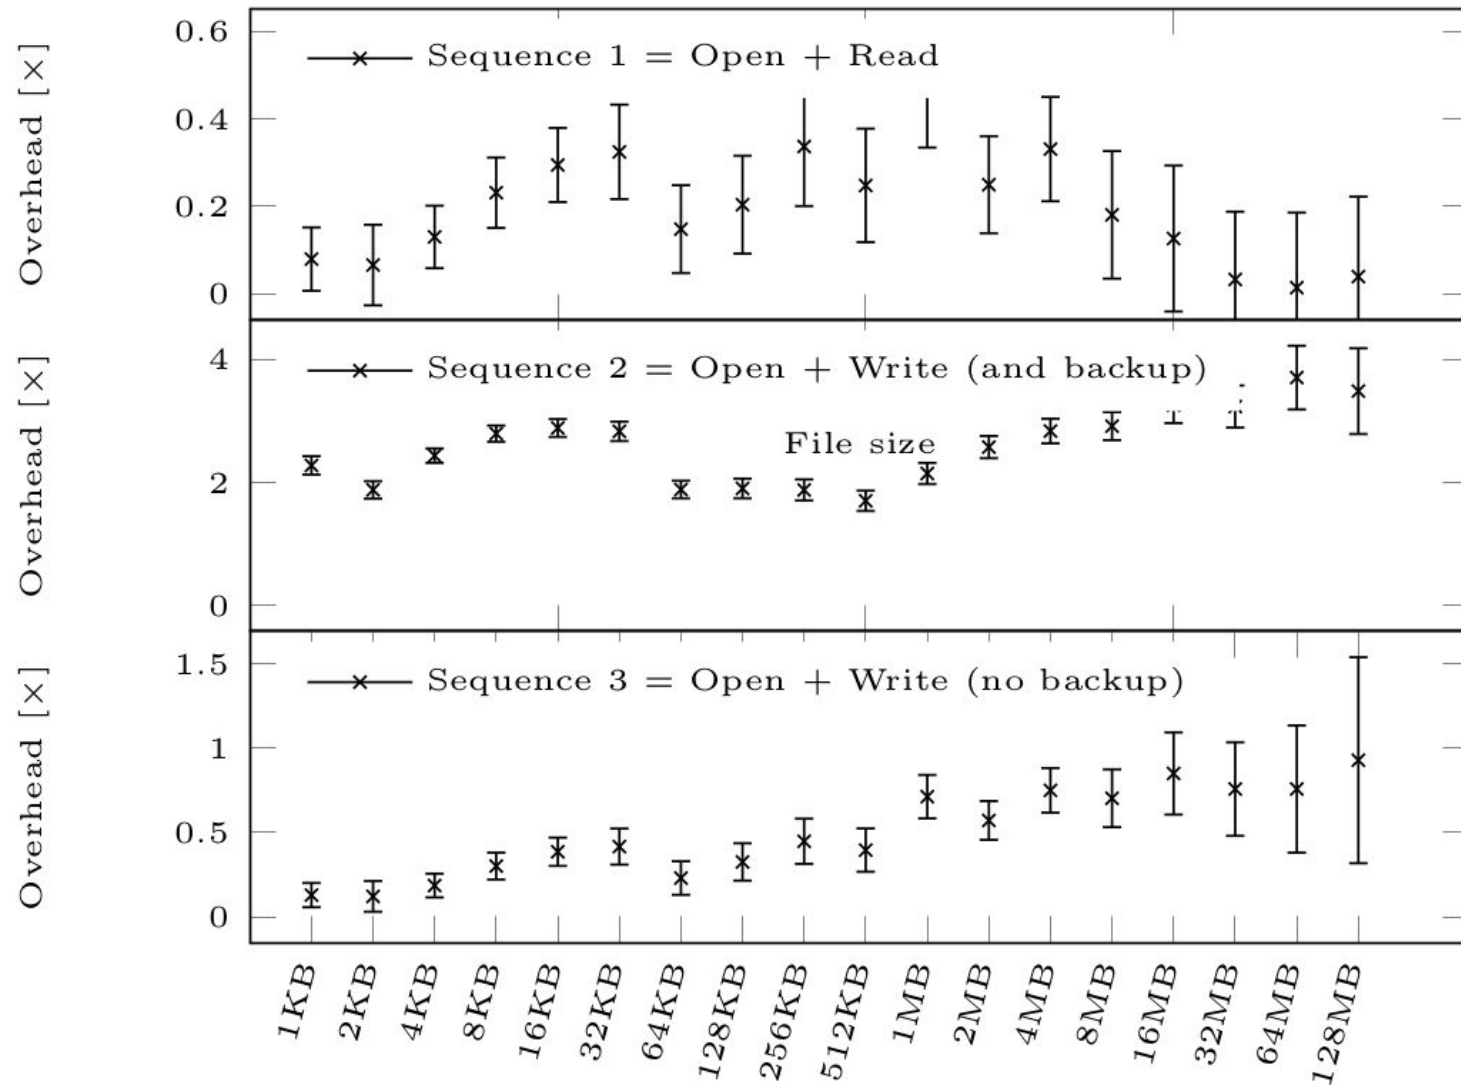 Overhead [×]
0.6
0.4
0.2
0
Sequence 1 = Open + Read
Overhead [×]
4
2
0
Sequence 2 = Open + Write (and backup)
File size
Overhead [×]
1.5
1
0.5
0
Sequence 3 = Open + Write (no backup)
1KB
2KB
4KB
8KB
16KB
32KB
64KB
128KB
256KB
512KB
1MB
2MB
4MB
8MB
16MB
32MB
64MB
128MB